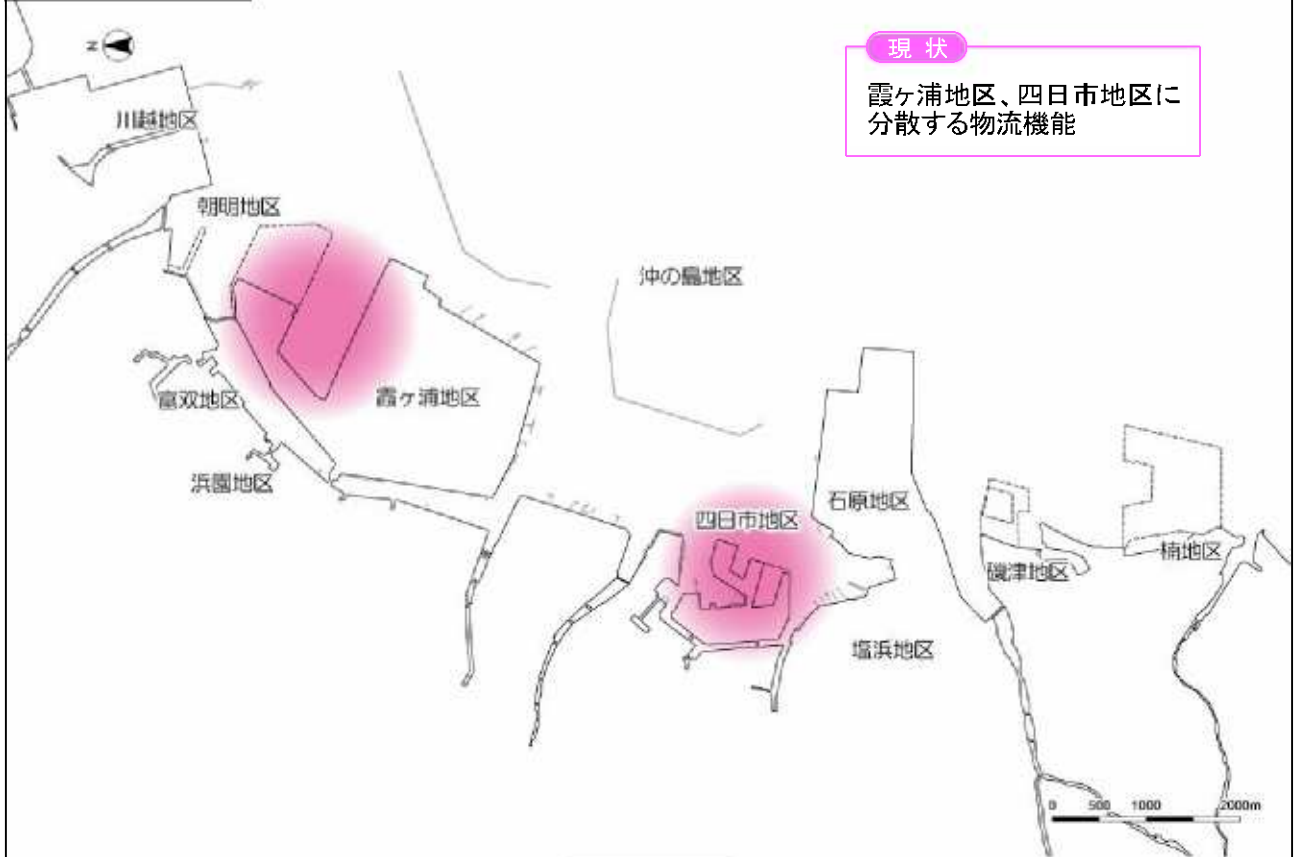 N
現 状
霞ヶ浦地区、四日市地区に
分散する物流機能
川越地区
朝明地区
沖の島地区
富双地区
霞ヶ浦地区
浜園地区
四日市地区
石原地区
磯津地区
楠地区
塩浜地区
0 500 1000 2000m